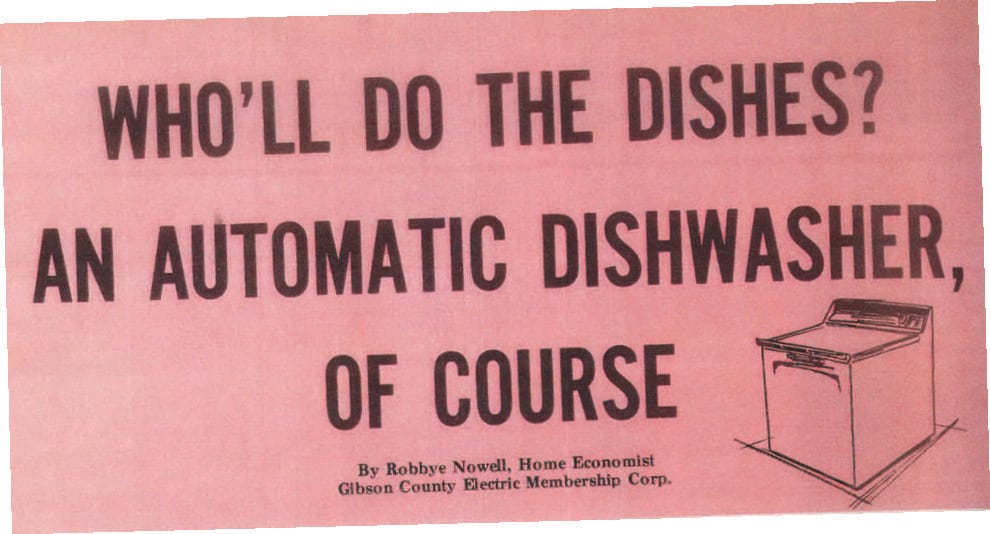 WHO'LL DO THE DISHES?
AN AUTOMATIC DISHWASHER,
OF COURSE
By Robbye Nowell, Home Economist
Gibson County Electric Membership Corp.